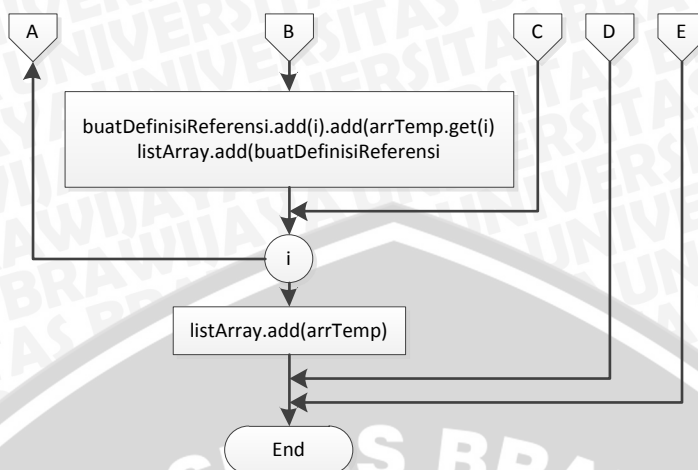 A
B
C
D
E
buatDefinisiReferensi.add(i).add(arrTemp.get(i)
listArray.add(buatDefinisiReferensi
i
listArray.add(arrTemp)
End